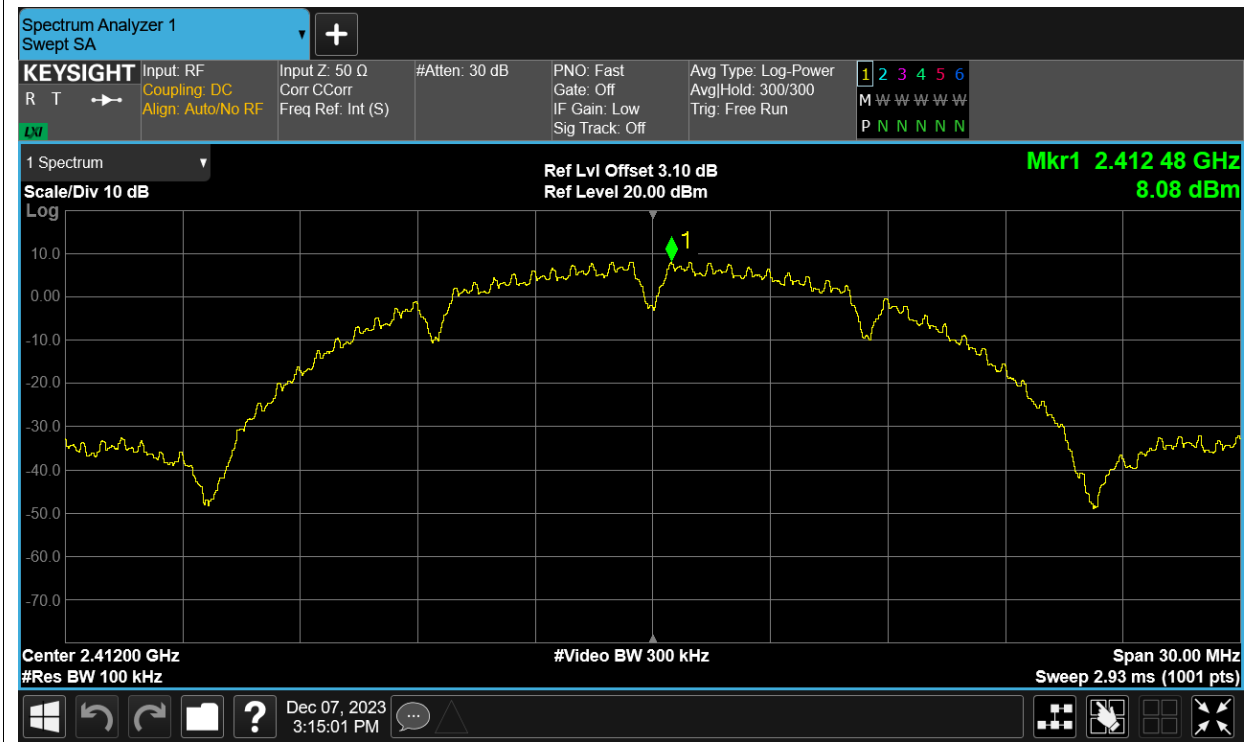 Spectrum Analyzer 1
Swept SA
+
KEYSIGHT
R T
LXI
Input: RF
Coupling: DC
Align: Auto/No RF
Input Z: 50 Ω
Corr CCorr
Freq Ref: Int (S)
#Atten: 30 dB
PNO: Fast
Gate: Off
IF Gain: Low
Sig Track: Off
Avg Type: Log-Power
Avg|Hold: 300/300
Trig: Free Run
1 2 3 4 5 6
M W W W W W
P N N N N N N
1 Spectrum
Scale/Div 10 dB
Ref Lvl Offset 3.10 dB
Ref Level 20.00 dBm
Mkr1 2.412 48 GHz
8.08 dBm
Log
1
10.0
0.00
-10.0
-20.0
-30.0
-40.0
-50.0
-60.0
-70.0
Center 2.41200 GHz
#Res BW 100 kHz
#Video BW 300 kHz
Span 30.00 MHz
Sweep 2.93 ms (1001 pts)
?
Dec 07, 2023
3:15:01 PM